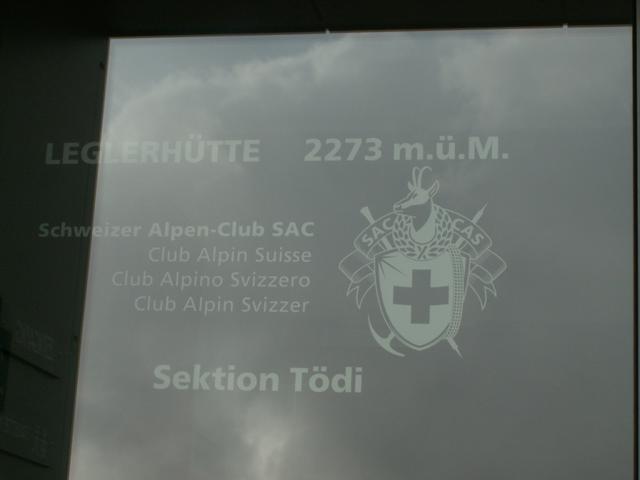 LEGLERHÜTTE 2273 m.ü.M.
Schweizer Alpen-Club SAC
Club Alpin Suisse
Club Alpino Svizzero
Club Alpin Svizzer
SAC CAS
Sektion Tödi